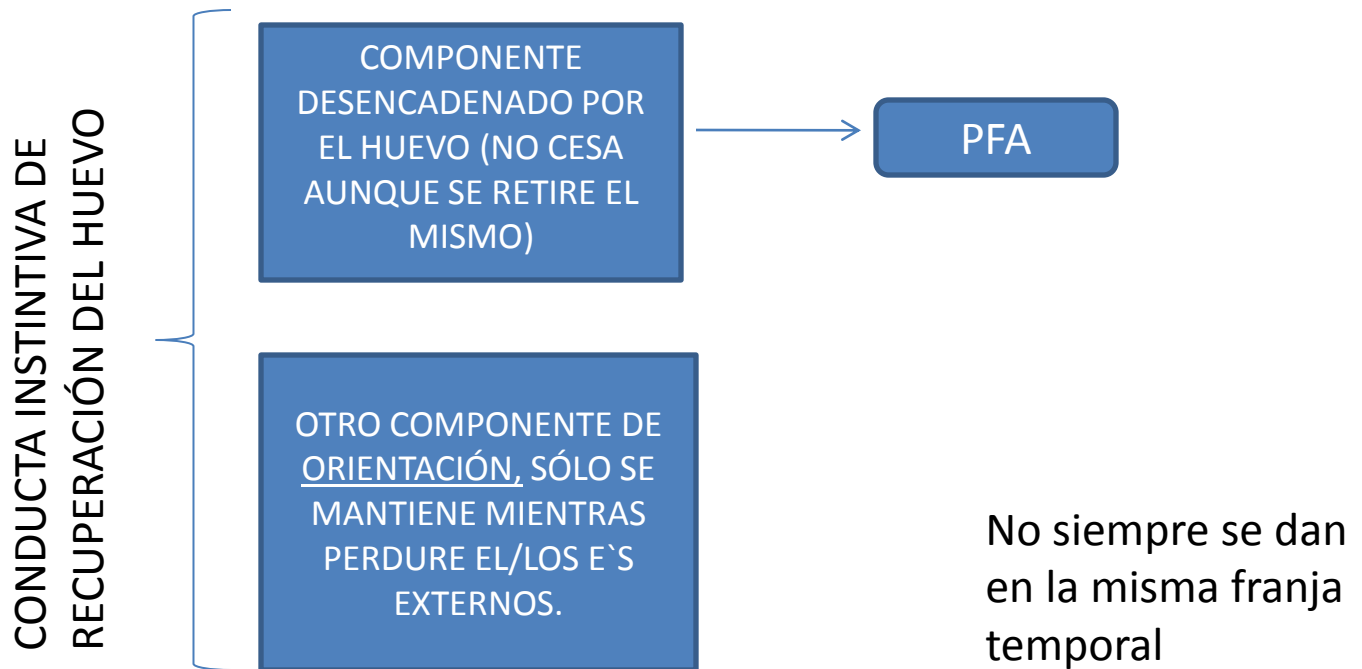 CONDUCTA INSTINTIVA DE
RECUPERACIÓN DEL HUEVO
COMPONENTE
DESENCADENADO POR
EL HUEVO (NO CESA
AUNQUE SE RETIRE EL
MISMO)
PFA
OTRO COMPONENTE DE
ORIENTACIÓN, SÓLO SE
MANTIENE MIENTRAS
PERDURE EL/LOS E`S
EXTERNOS.
No siempre se dan
en la misma franja
temporal